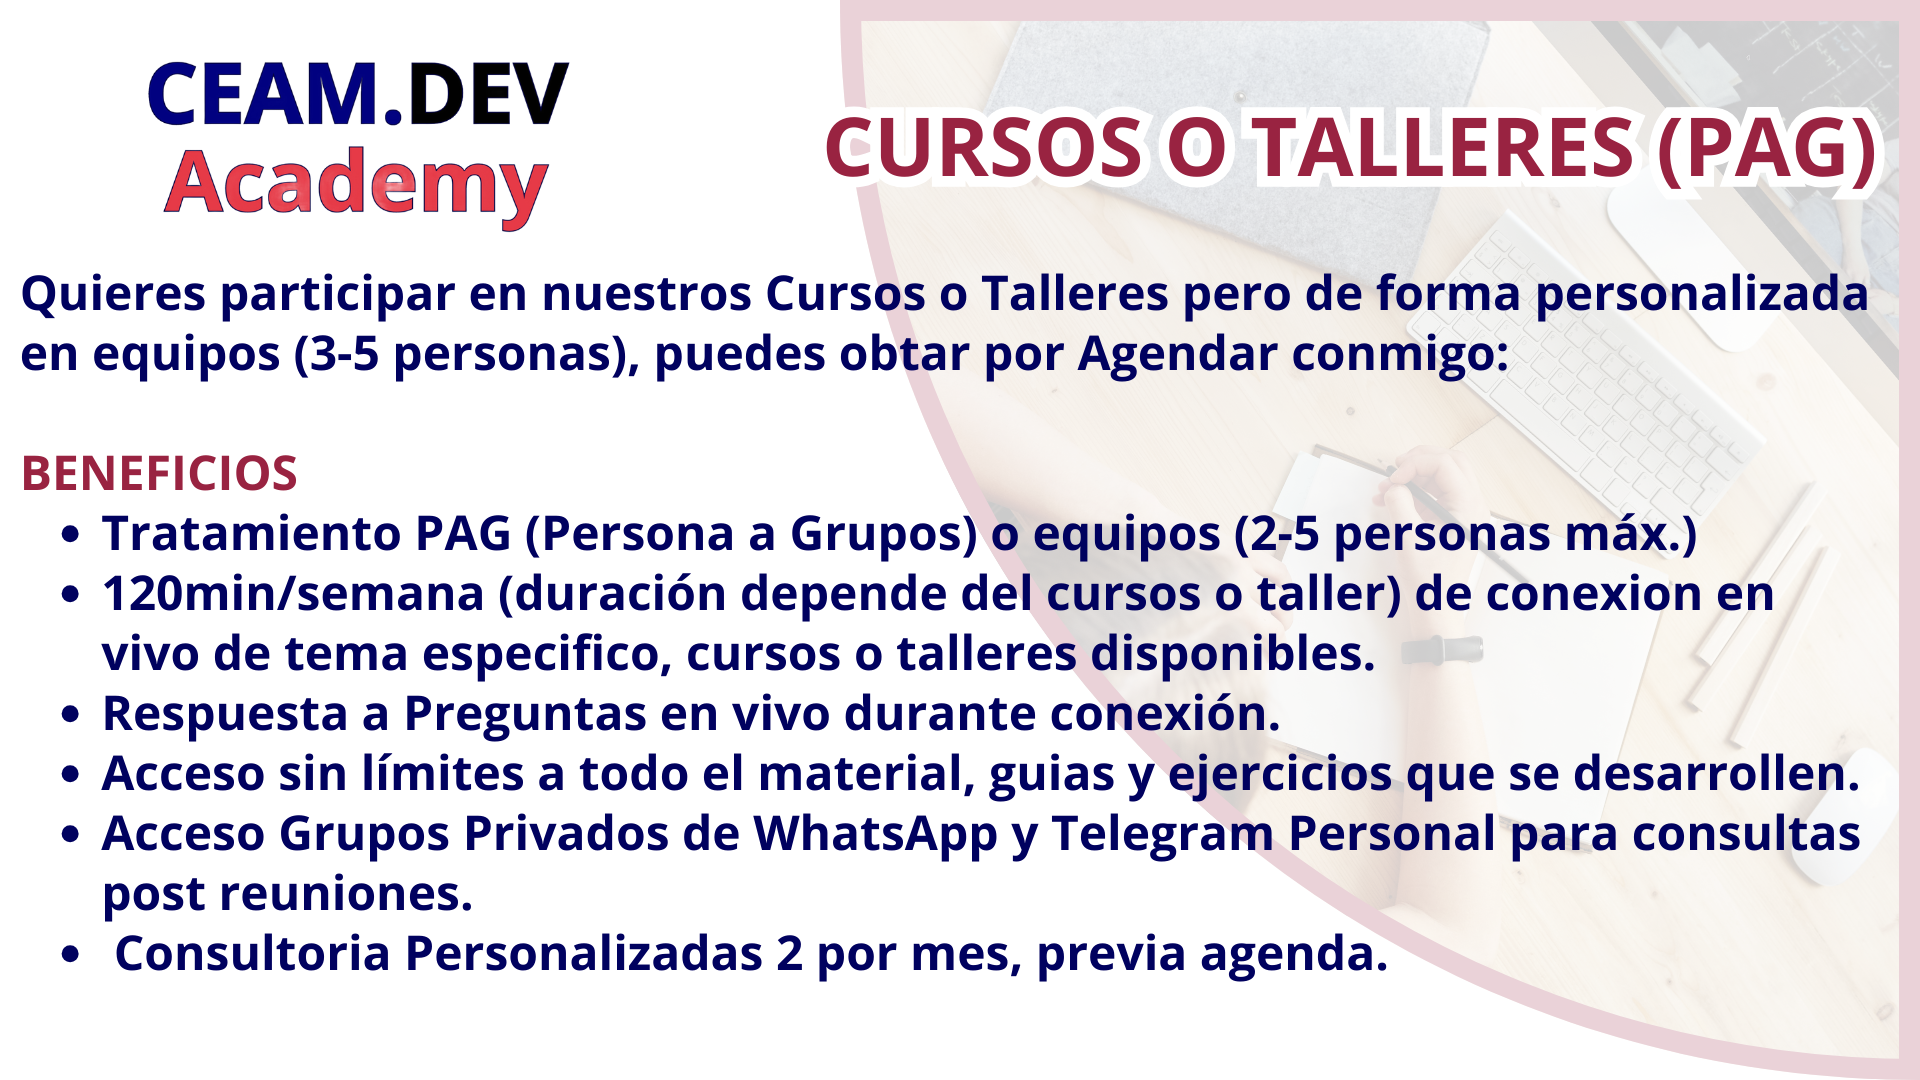 CEAM.DEV
Academy
CURSOS O TALLERES (PAG)
Quieres participar en nuestros Cursos o Talleres pero de forma personalizada
en equipos (3-5 personas), puedes obtar por Agendar conmigo:
BENEFICIOS
• Tratamiento PAG (Persona a Grupos) o equipos (2-5 personas máx.)
• 120min/semana (duración depende del cursos o taller) de conexion en
vivo de tema especifico, cursos o talleres disponibles.
• Respuesta a Preguntas en vivo durante conexión.
• Acceso sin límites a todo el material, guias y ejercicios que se desarrollen.
• Acceso Grupos Privados de WhatsApp y Telegram Personal para consultas
post reuniones.
• Consultoria Personalizadas 2 por mes, previa agenda.